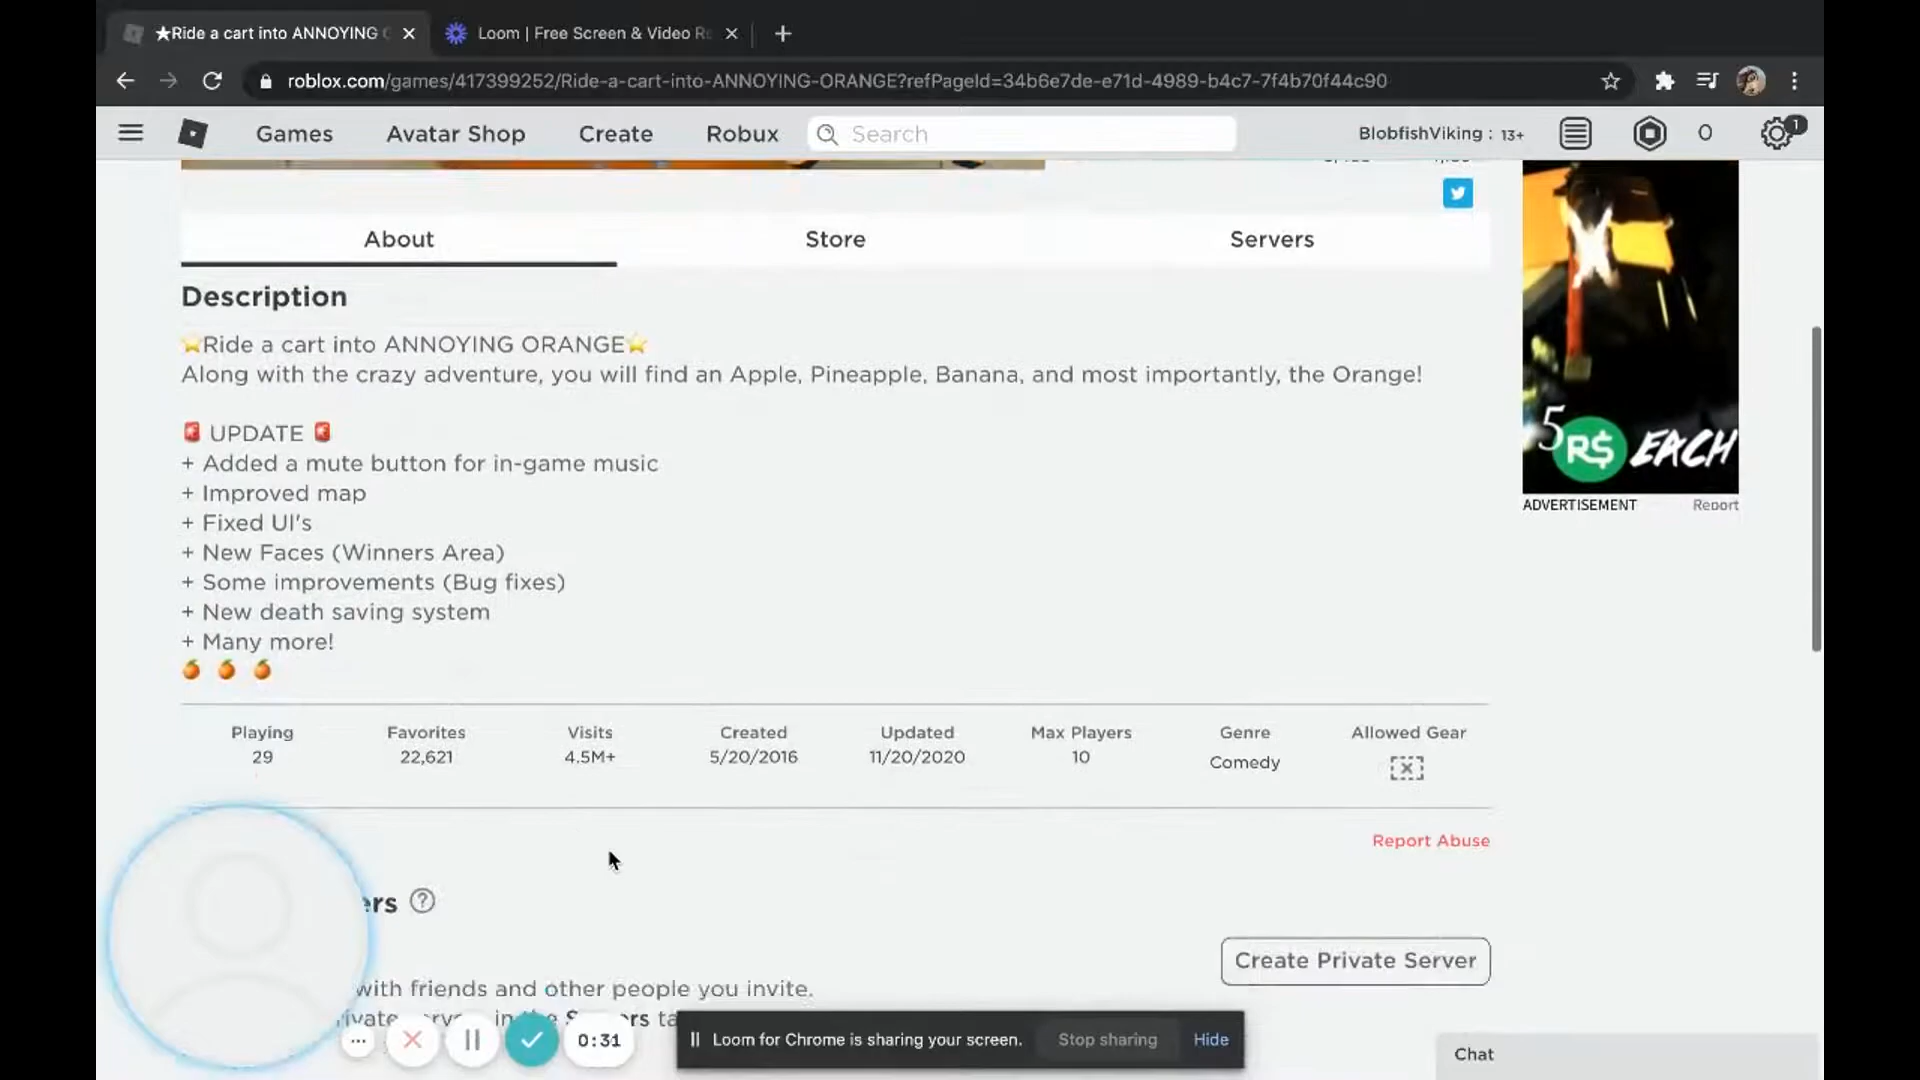 ★Ride a cart into ANNOYING
Loom | Free Screen & Video R
roblox.com/games/417399252/Ride-a-cart-into-ANNOYING-ORANGE?refPageId=34b6e7de-e71d-4989-b4c7-7f4b70f44c90
Games Avatar Shop Create Robux Search BlobfishViking : 13+ 0 1
About Store Servers
Description
⭐Ride a cart into ANNOYING ORANGE⭐
Along with the crazy adventure, you will find an Apple, Pineapple, Banana, and most importantly, the Orange!
🚨 UPDATE 🚨
+ Added a mute button for in-game music
+ Improved map
+ Fixed UI's
+ New Faces (Winners Area)
+ Some improvements (Bug fixes)
+ New death saving system
+ Many more!
🍊 🍊 🍊
5 R$ EACH
ADVERTISEMENT Report
Playing Favorites Visits Created Updated Max Players Genre Allowed Gear
29 22,621 4.5M+ 5/20/2016 11/20/2020 10 Comedy
Report Abuse
ers
Create Private Server
with friends and other people you invite.
0:31
Loom for Chrome is sharing your screen. Stop sharing Hide
Chat